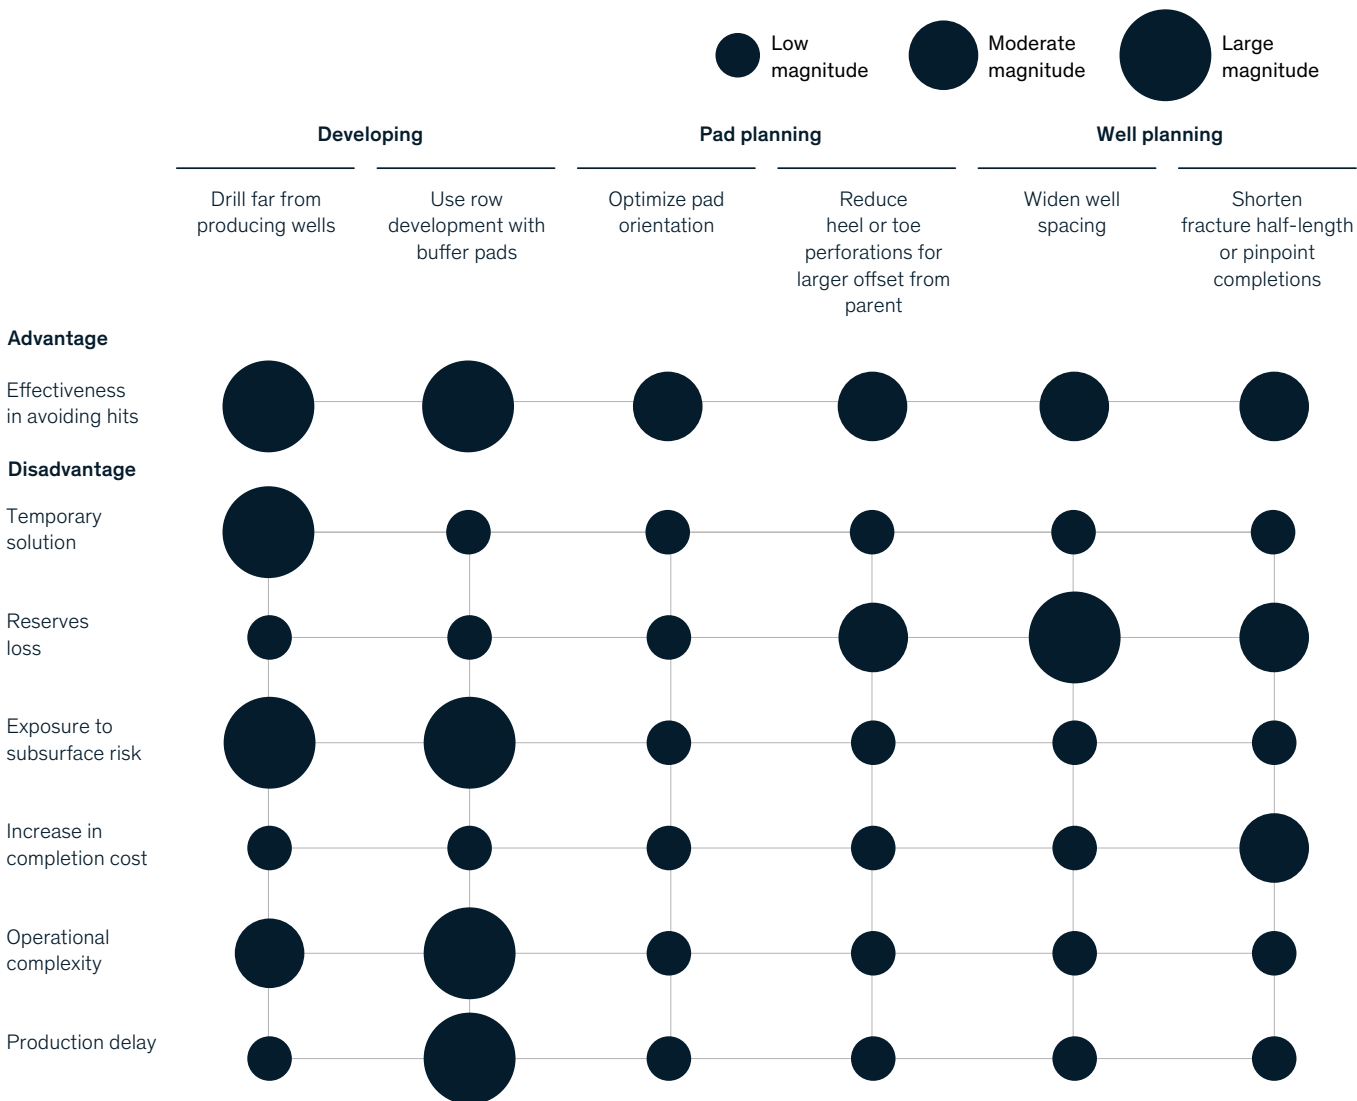 Low
magnitude
Moderate
magnitude
Large
magnitude
Developing
Pad planning
Well planning
Drill far from
producing wells
Use row
development with
buffer pads
Optimize pad
orientation
Reduce
heel or toe
perforations for
larger offset from
parent
Widen well
spacing
Shorten
fracture half-length
or pinpoint
completions
Advantage
Effectiveness
in avoiding hits
Disadvantage
Temporary
solution
Reserves
loss
Exposure to
subsurface risk
Increase in
completion cost
Operational
complexity
Production delay